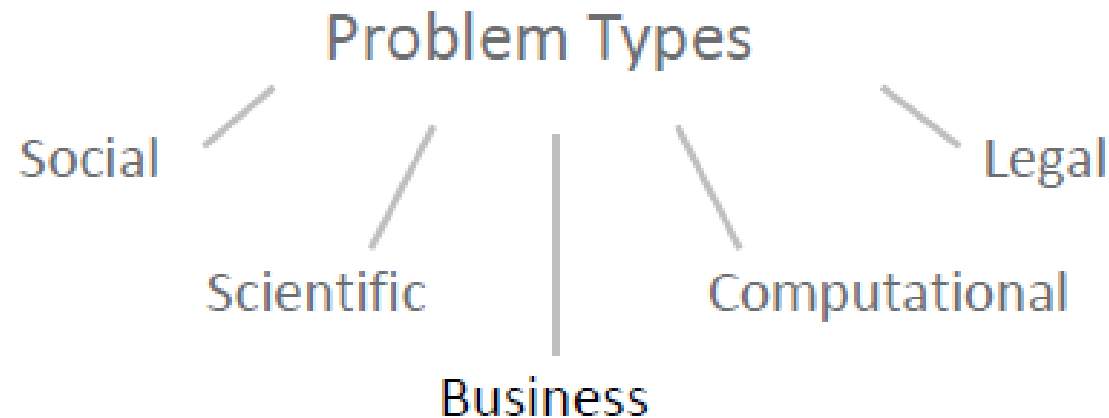 Problem Types
Social
Legal
Scientific
Computational
Business